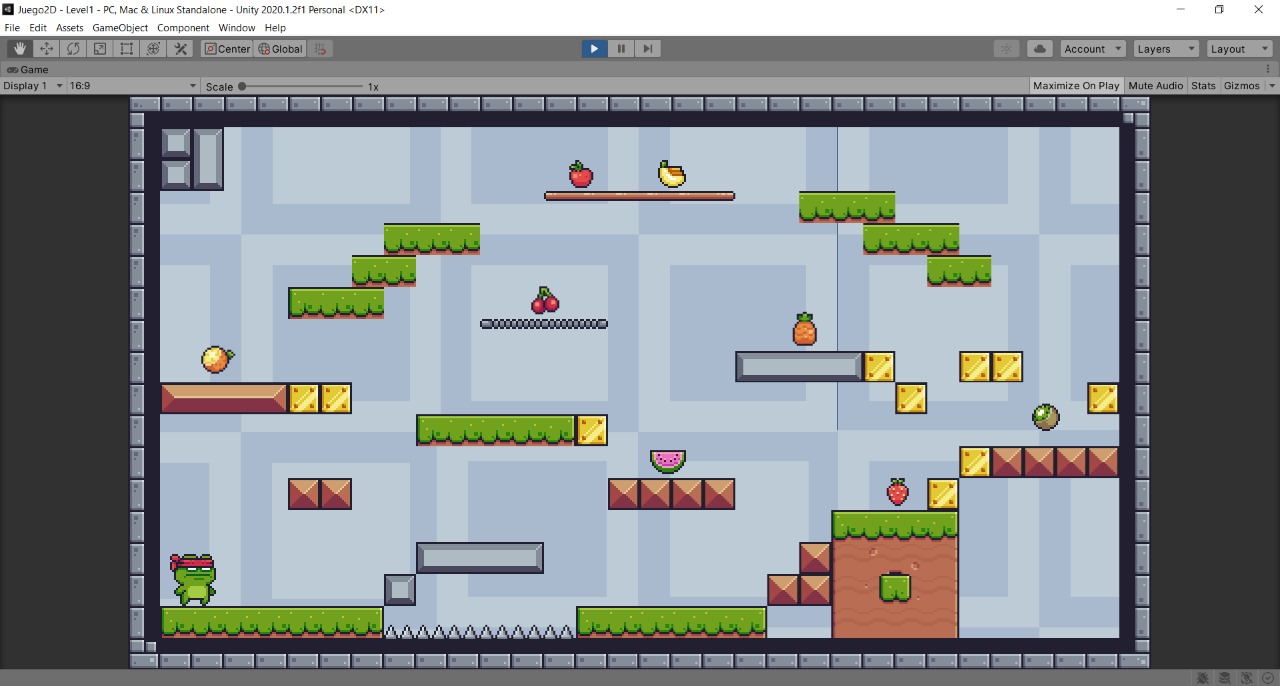 Juego2D - Level1 - PC, Mac & Linux Standalone - Unity 2020.1.2f1 Personal <DX11>
File Edit Assets GameObject Component Window Help
Center Global Account Layers Layout
Game
Display 1 16:9 Scale 1x Maximize On Play Mute Audio Stats Gizmos